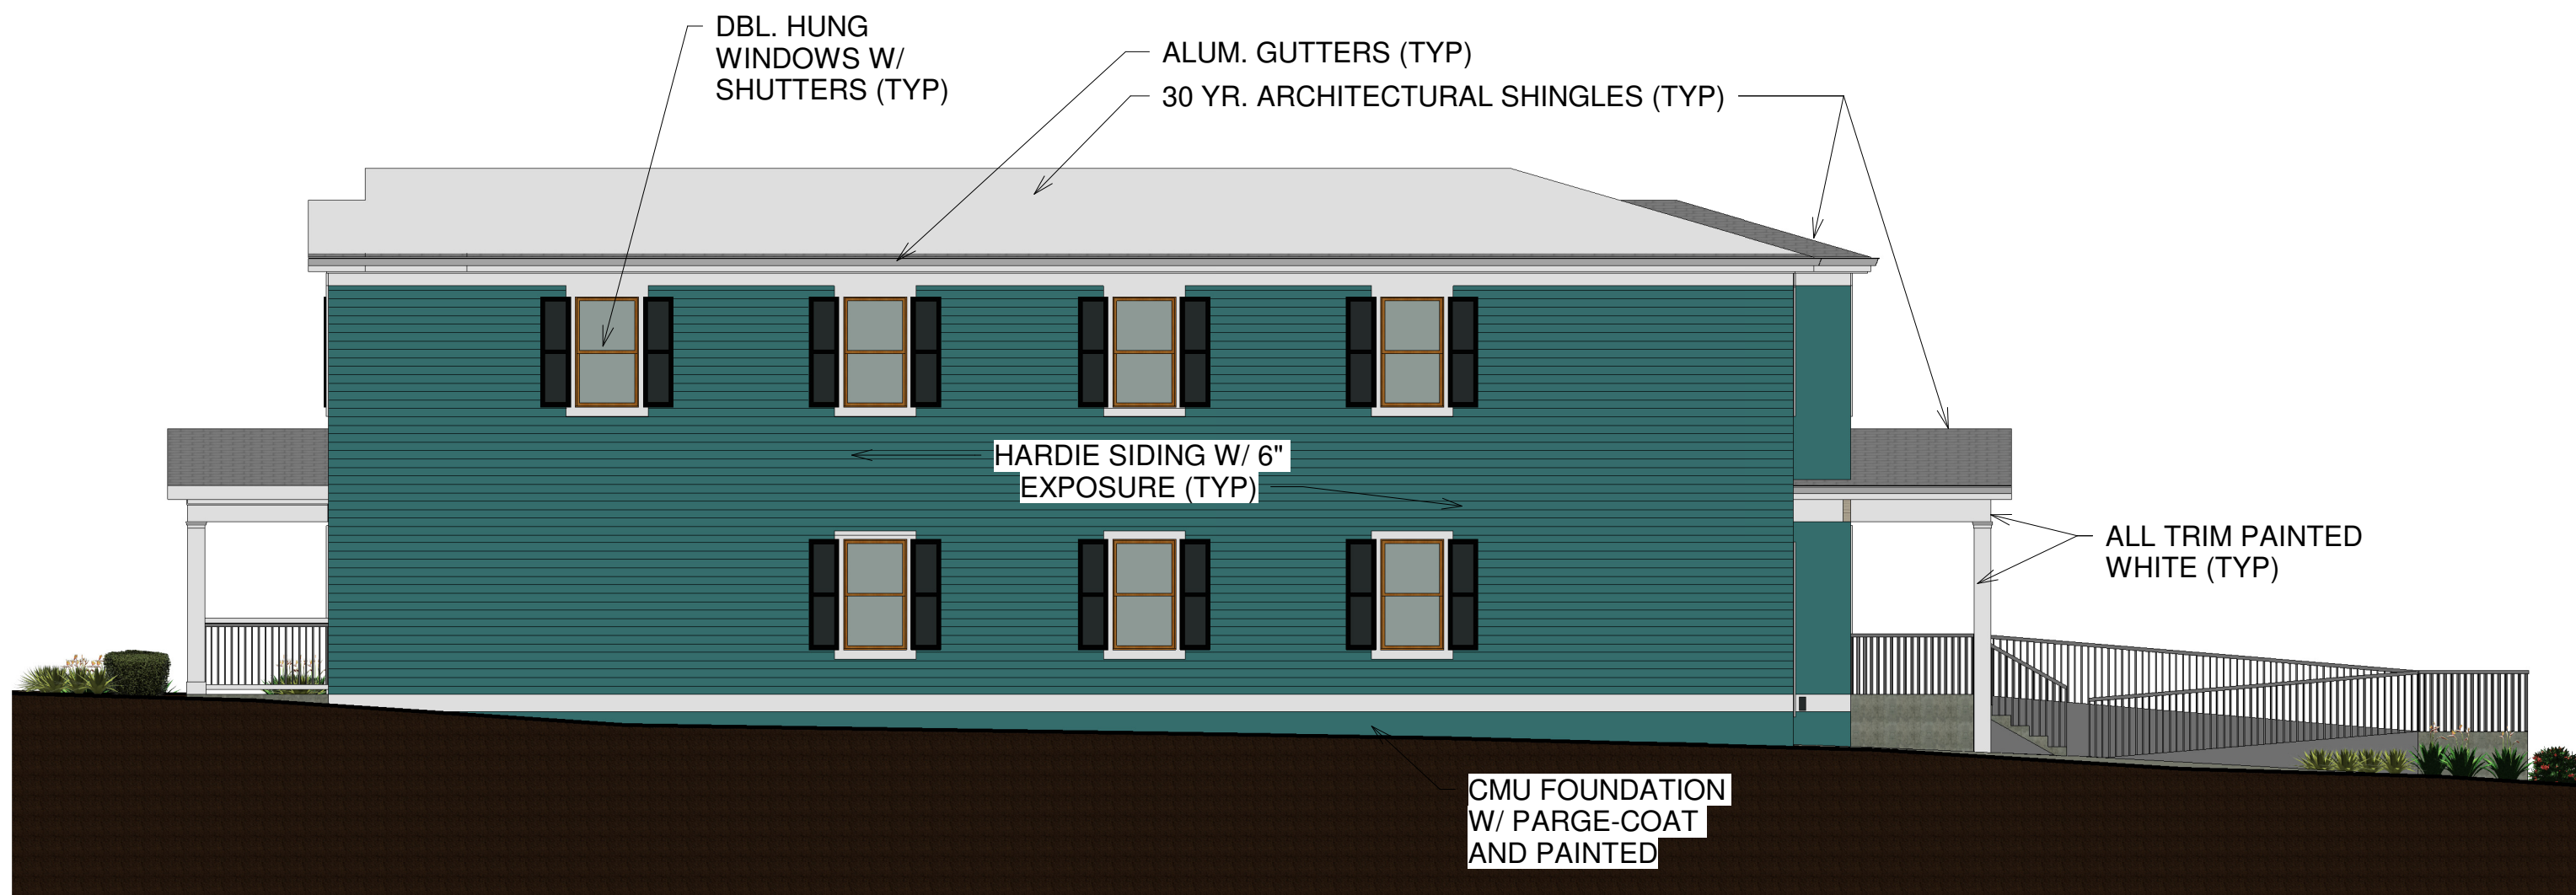 DBL. HUNG
WINDOWS W/
SHUTTERS (TYP)
ALUM. GUTTERS (TYP)
30 YR. ARCHITECTURAL SHINGLES (TYP)
HARDIE SIDING W/ 6"
EXPOSURE (TYP)
ALL TRIM PAINTED
WHITE (TYP)
CMU FOUNDATION
W/ PARGE-COAT
AND PAINTED